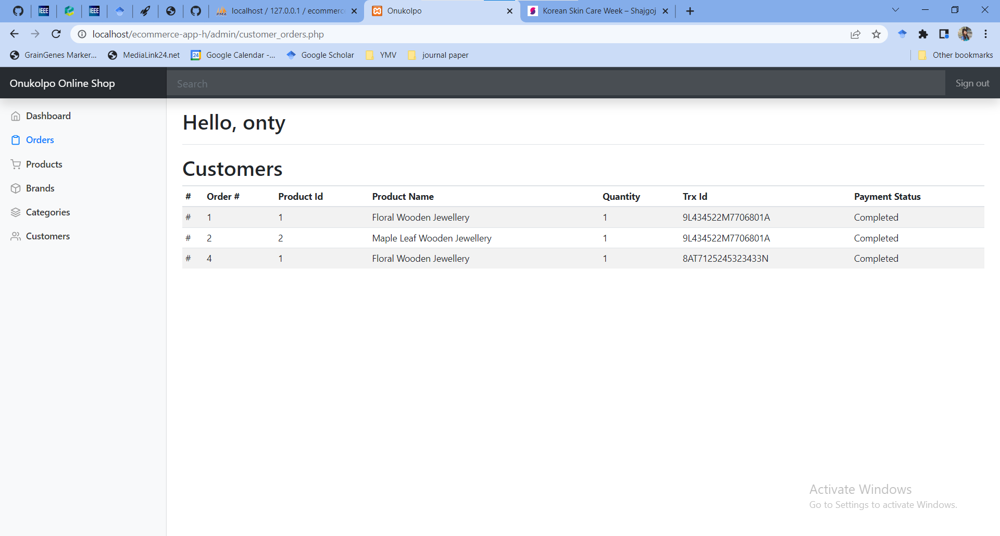 localhost / 127.0.0.1 / ecommerc
Onukolpo
Korean Skin Care Week – Shajgoj
localhost/ecommerce-app-h/admin/customer_orders.php
GrainGenes Marker... MediaLink24.net Google Calendar -... Google Scholar YMV journal paper Other bookmarks
Onukolpo Online Shop Search Sign out
Dashboard
Orders
Products
Brands
Categories
Customers
Hello, onty
Customers
# Order # Product Id Product Name Quantity Trx Id Payment Status
# 1 1 Floral Wooden Jewellery 1 9L434522M7706801A Completed
# 2 2 Maple Leaf Wooden Jewellery 1 9L434522M7706801A Completed
# 4 1 Floral Wooden Jewellery 1 8AT7125245323433N Completed
Activate Windows
Go to Settings to activate Windows.